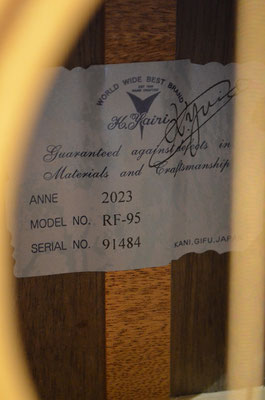 WORLD WIDE BEST BRAND
K.Yairi
Guaranteed against defects in
Materials and Craftsmanship
ANNE 2023
MODEL NO. RF-95
SERIAL NO. 91484
KANI, GIFU, JAPAN